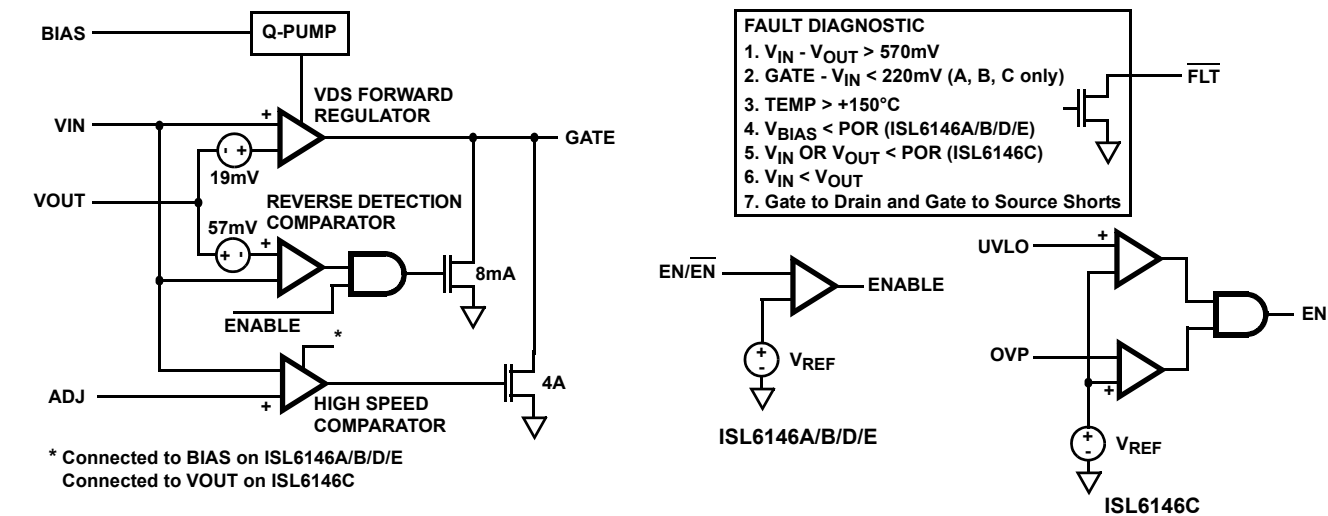 BIAS
Q-PUMP
VDS FORWARD
REGULATOR
VIN
+
- +
19mV
GATE
VOUT
REVERSE DETECTION
COMPARATOR
57mV
+
+ -
8mA
ENABLE
*
ADJ
+
4A
HIGH SPEED
COMPARATOR
* Connected to BIAS on ISL6146A/B/D/E
Connected to VOUT on ISL6146C
FAULT DIAGNOSTIC
1. VIN - VOUT > 570mV
2. GATE - VIN < 220mV (A, B, C only)
3. TEMP > +150°C
4. VBIAS < POR (ISL6146A/B/D/E)
5. VIN OR VOUT < POR (ISL6146C)
6. VIN < VOUT
7. Gate to Drain and Gate to Source Shorts
FLT
EN/EN
ENABLE
+
-
VREF
ISL6146A/B/D/E
UVLO
+
EN
OVP
+
+
-
VREF
ISL6146C